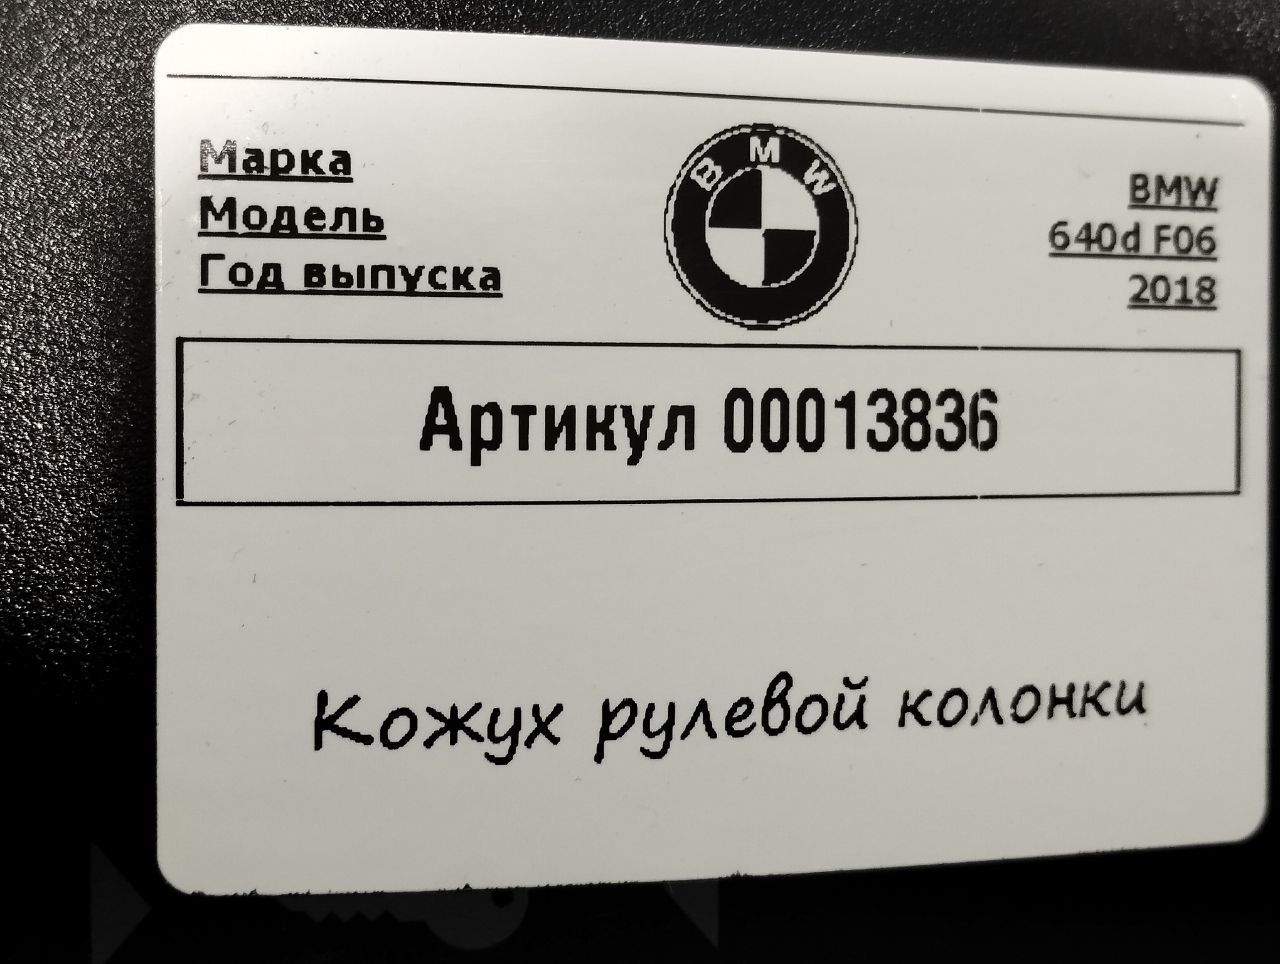 Марка
Модель
Год выпуска
BMW
BMW
640d F06
2018
Артикул 00013836
Кожух рулевой колонки